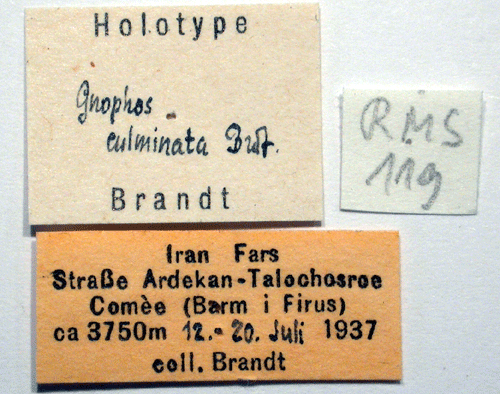 Holotype
Gnophos
culminata Brdt.
Brandt
RMS
119
Iran Fars
Straße Ardekan-Talochosroe
Comèe (Barm i Firus)
ca 3750m 12.-20. Juli 1937
coll. Brandt